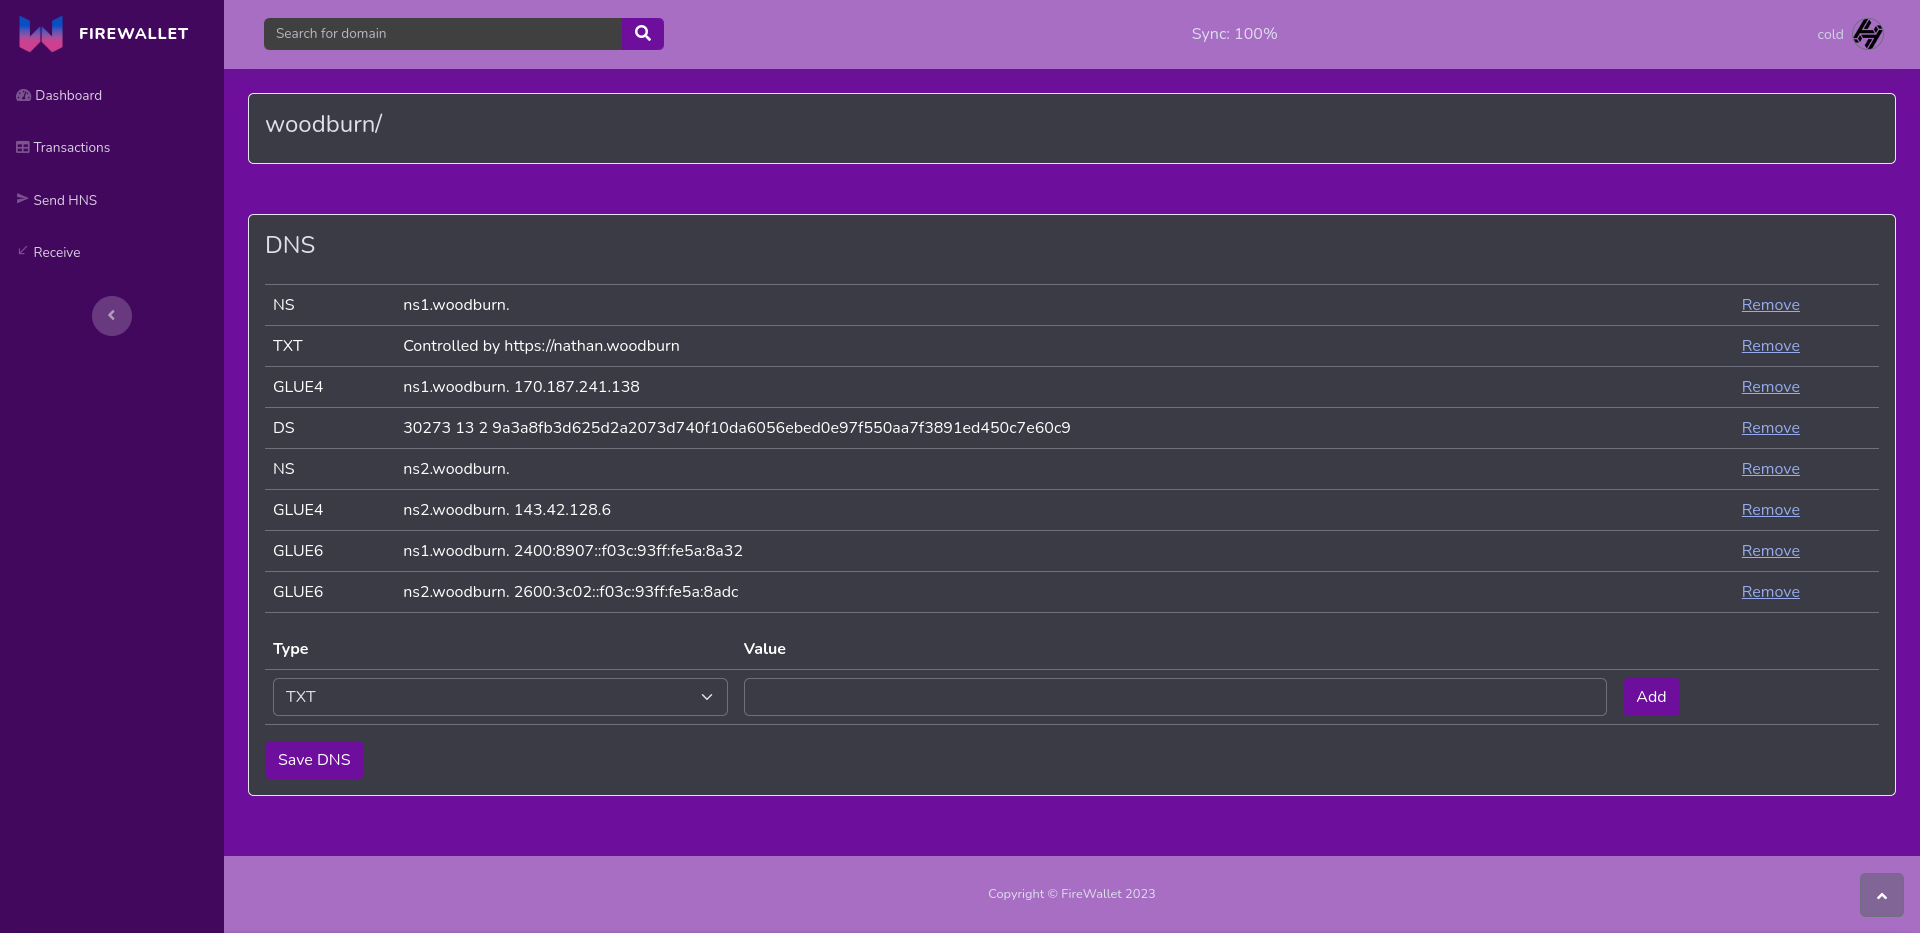 FIREWALLET
Search for domain
Sync: 100%
cold
Dashboard
Transactions
Send HNS
Receive
woodburn/
DNS
NS ns1.woodburn. Remove
TXT Controlled by https://nathan.woodburn Remove
GLUE4 ns1.woodburn. 170.187.241.138 Remove
DS 30273 13 2 9a3a8fb3d625d2a2073d740f10da6056ebed0e97f550aa7f3891ed450c7e60c9 Remove
NS ns2.woodburn. Remove
GLUE4 ns2.woodburn. 143.42.128.6 Remove
GLUE6 ns1.woodburn. 2400:8907::f03c:93ff:fe5a:8a32 Remove
GLUE6 ns2.woodburn. 2600:3c02::f03c:93ff:fe5a:8adc Remove
Type Value
TXT Add
Save DNS
Copyright © FireWallet 2023